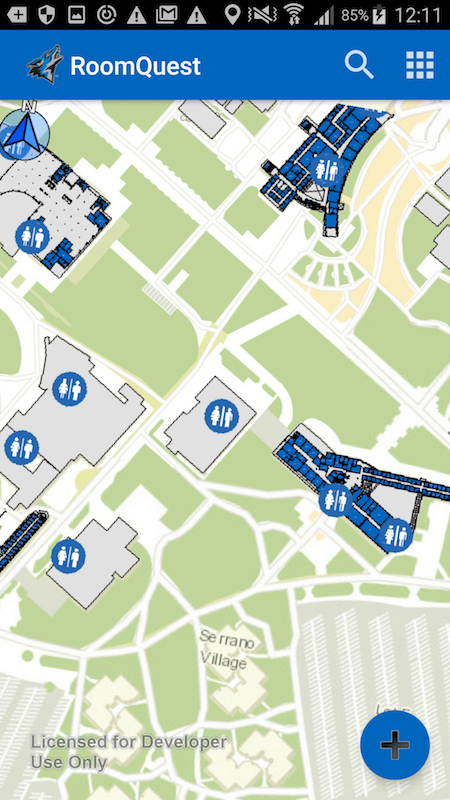 85% 12:11
RoomQuest
N
Serrano
Village
Licensed for Developer
Use Only